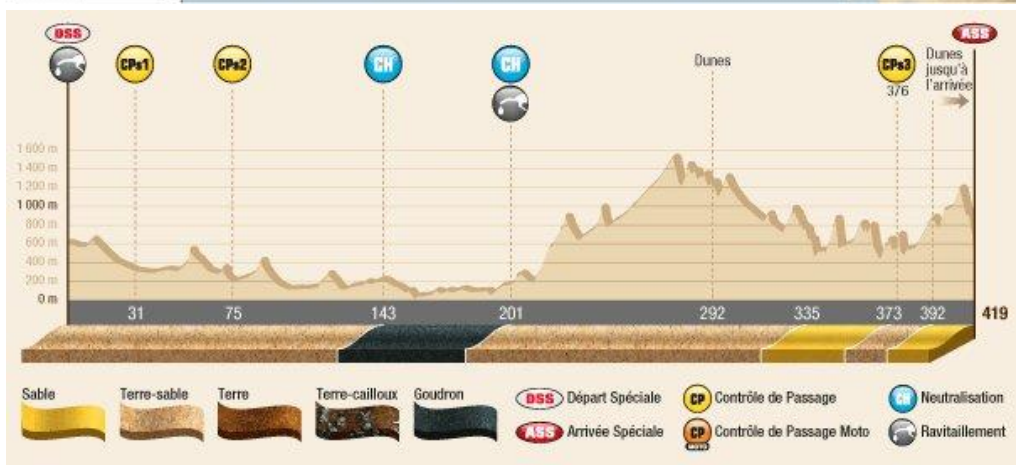 DSS
ASS
CPs1
CPs2
CH
CH
Dunes
CPs3
376
Dunes
jusqu'à
l'arrivée
1 600 m
1 400 m
1 200 m
1 000 m
800 m
600 m
400 m
200 m
0 m
31
75
143
201
292
335
373
392
419
Sable
Terre-sable
Terre
Terre-cailloux
Goudron
DSS Départ Spéciale
CP Contrôle de Passage
CH Neutralisation
ASS Arrivée Spéciale
CP MOTO Contrôle de Passage Moto
Ravitaillement